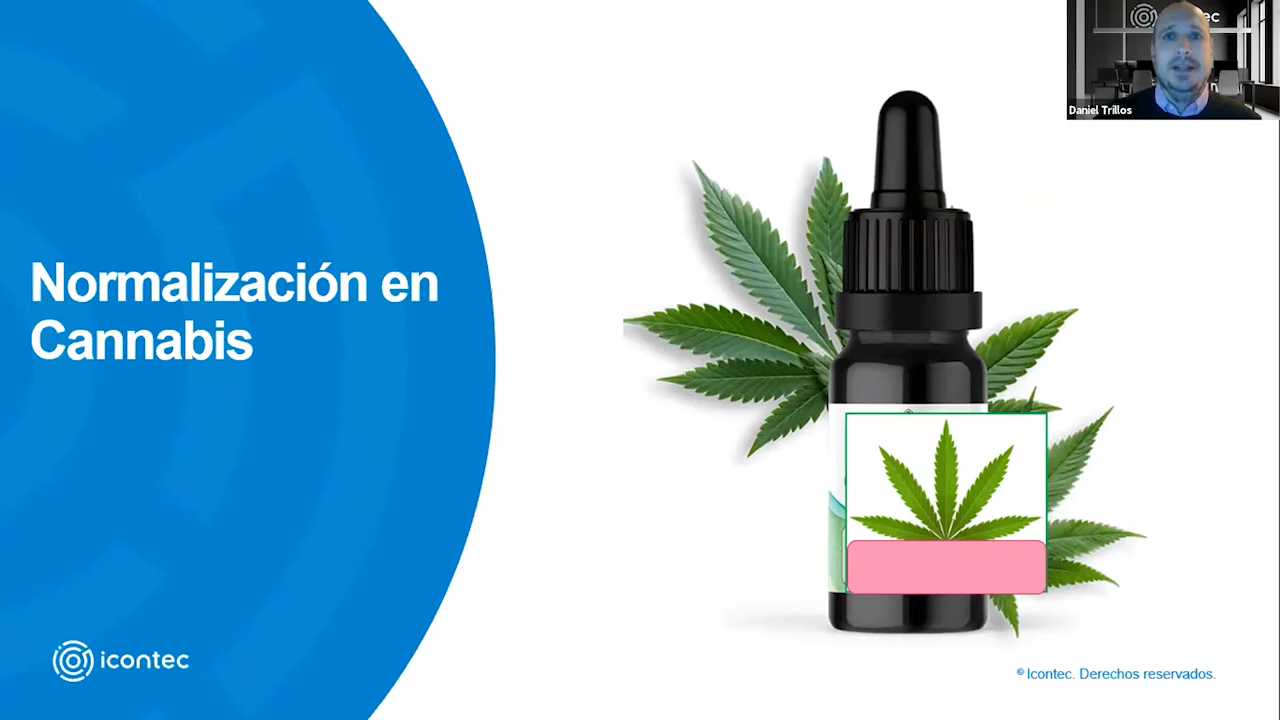 Daniel Trillos
Normalización en
Cannabis
icontec
© Icontec. Derechos reservados.